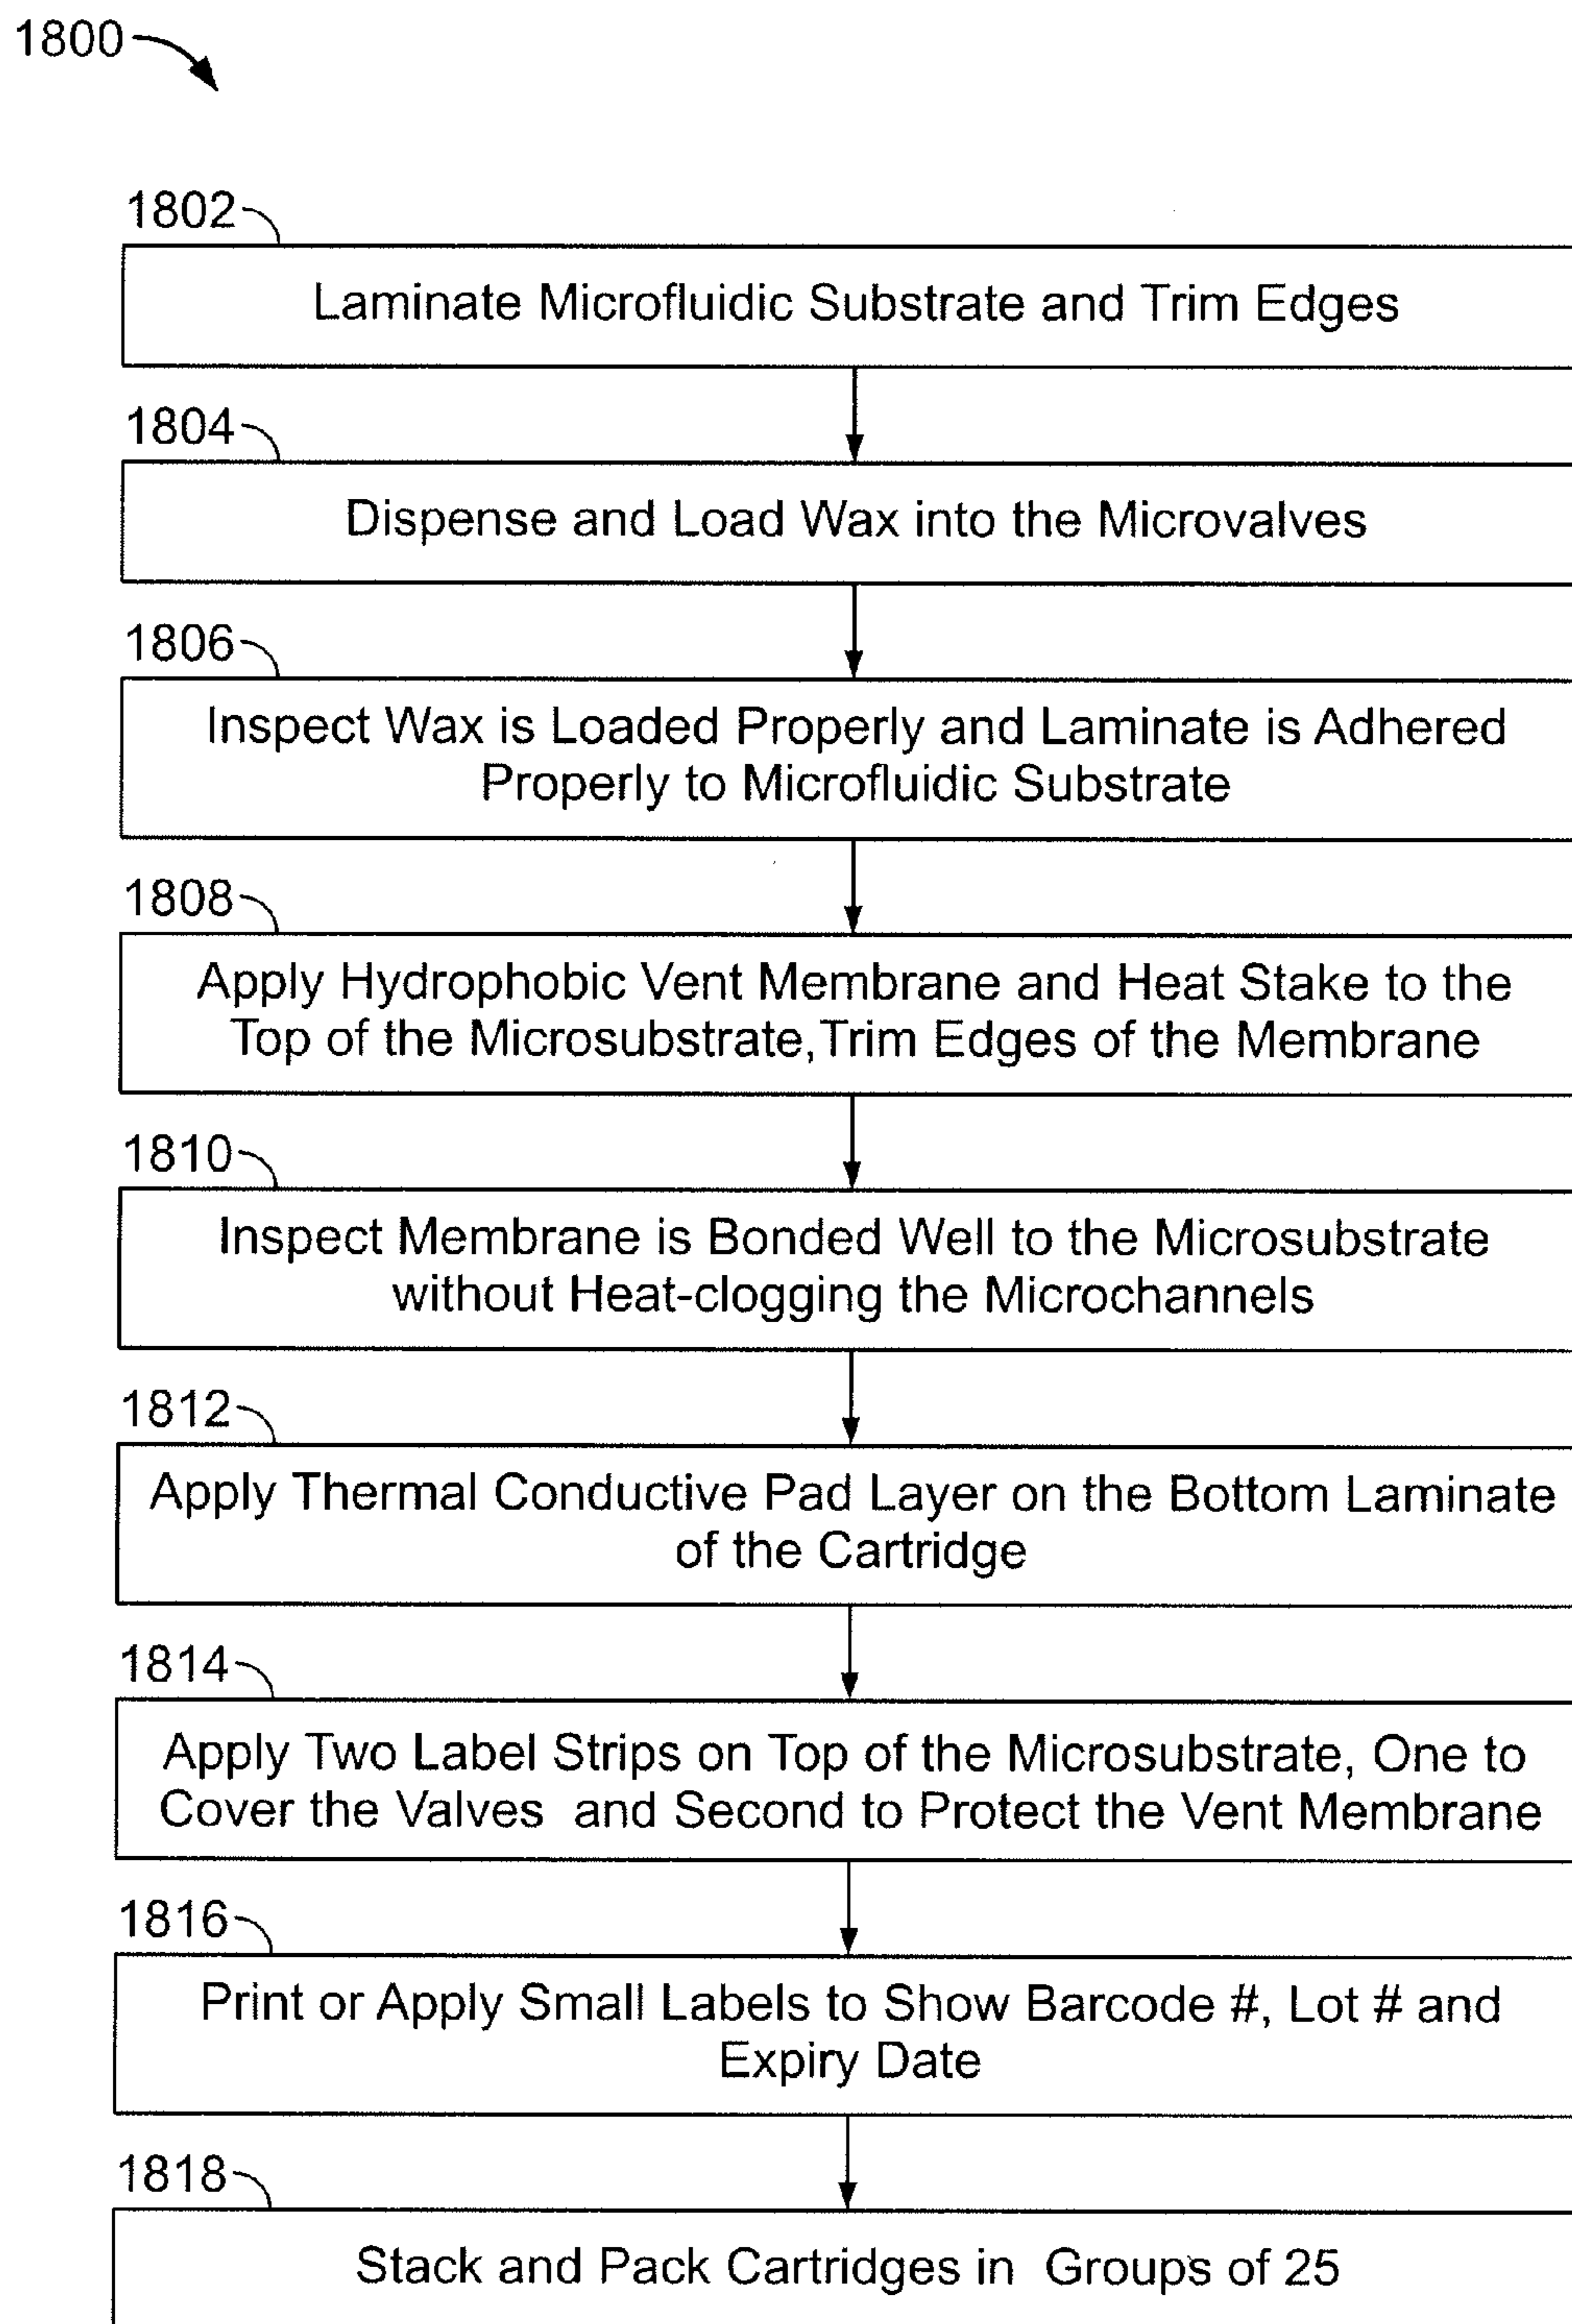 1800
1802
Laminate Microfluidic Substrate and Trim Edges
1804
Dispense and Load Wax into the Microvalves
1806
Inspect Wax is Loaded Properly and Laminate is Adhered
Properly to Microfluidic Substrate
1808
Apply Hydrophobic Vent Membrane and Heat Stake to the
Top of the Microsubstrate,Trim Edges of the Membrane
1810
Inspect Membrane is Bonded Well to the Microsubstrate
without Heat-clogging the Microchannels
1812
Apply Thermal Conductive Pad Layer on the Bottom Laminate
of the Cartridge
1814
Apply Two Label Strips on Top of the Microsubstrate, One to
Cover the Valves and Second to Protect the Vent Membrane
1816
Print or Apply Small Labels to Show Barcode #, Lot # and
Expiry Date
1818
Stack and Pack Cartridges in Groups of 25